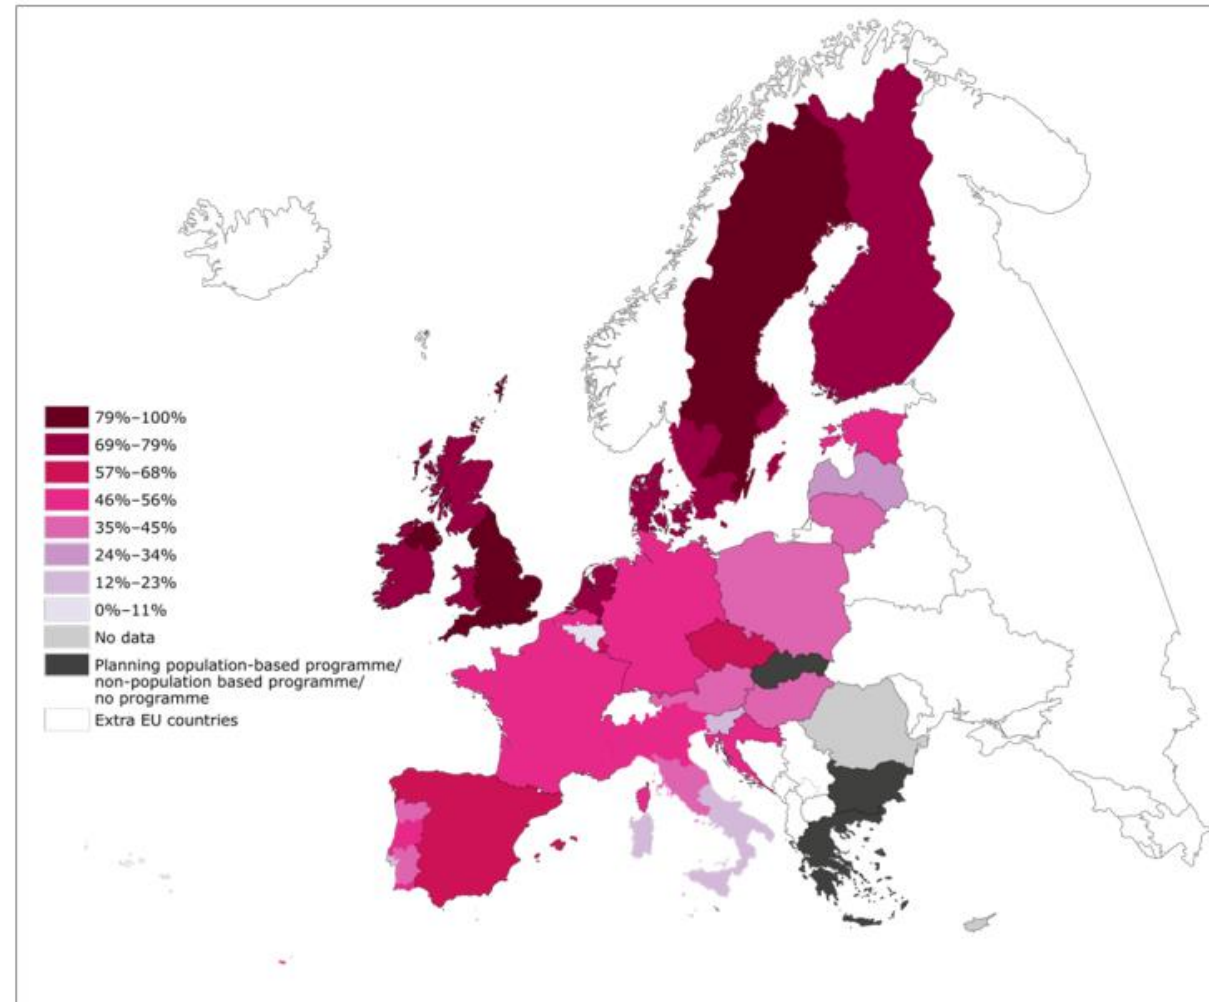 79%–100%
69%–79%
57%–68%
46%–56%
35%–45%
24%–34%
12%–23%
0%–11%
No data
Planning population-based programme/
non-population based programme/
no programme
Extra EU countries